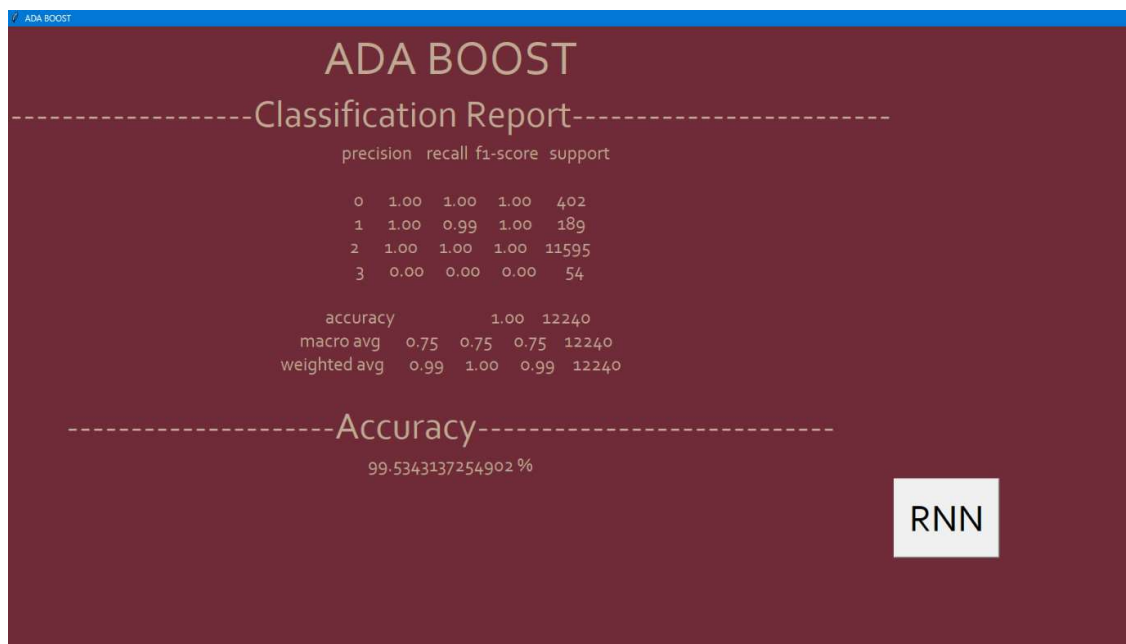 ADA BOOST
ADA BOOST
-------------------Classification Report-------------------------
precision recall f1-score support
0 1.00 1.00 1.00 402
1 1.00 0.99 1.00 189
2 1.00 1.00 1.00 11595
3 0.00 0.00 0.00 54
accuracy 1.00 12240
macro avg 0.75 0.75 0.75 12240
weighted avg 0.99 1.00 0.99 12240
---------------------Accuracy----------------------------
99.5343137254902 %
RNN